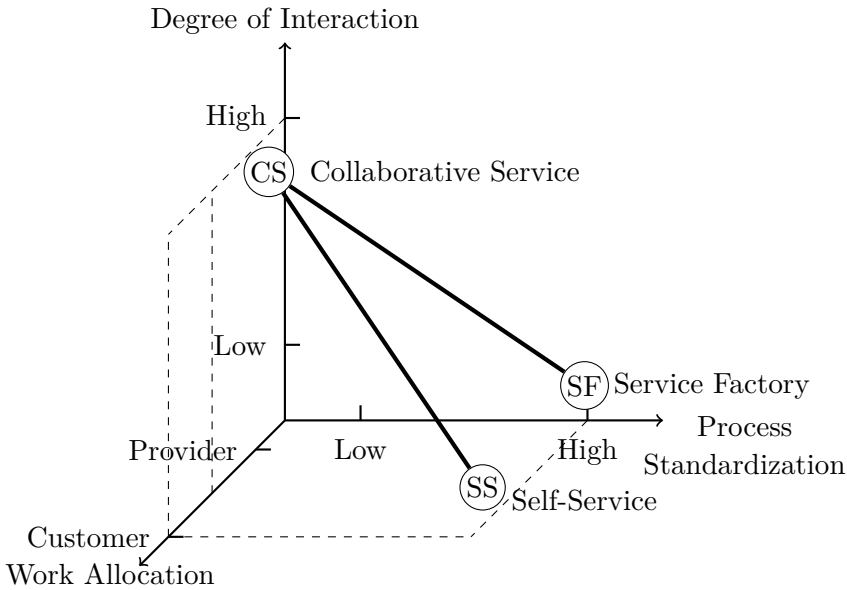 Degree of Interaction
High
CS
Collaborative Service
Low
SF
Service Factory
Process
Standardization
Provider
Low
High
SS
Self-Service
Customer
Work Allocation